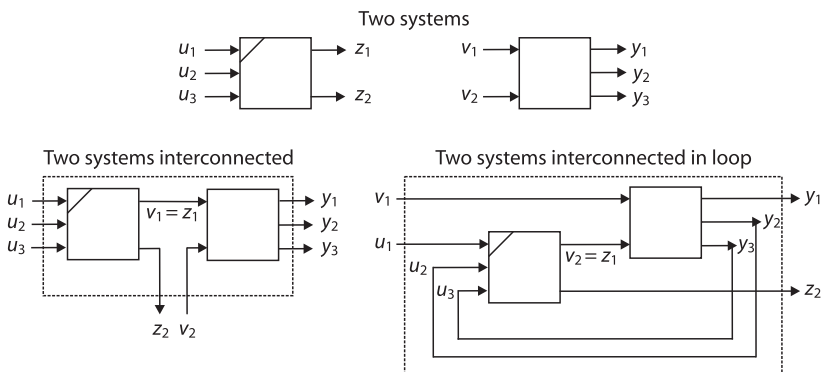 Two systems
u1
u2
u3
z1
z2
v1
v2
y1
y2
y3
Two systems interconnected
u1
u2
u3
v1 = z1
y1
y2
y3
z2
v2
Two systems interconnected in loop
v1
u1
u2
u3
v2 = z1
y1
y2
y3
z2